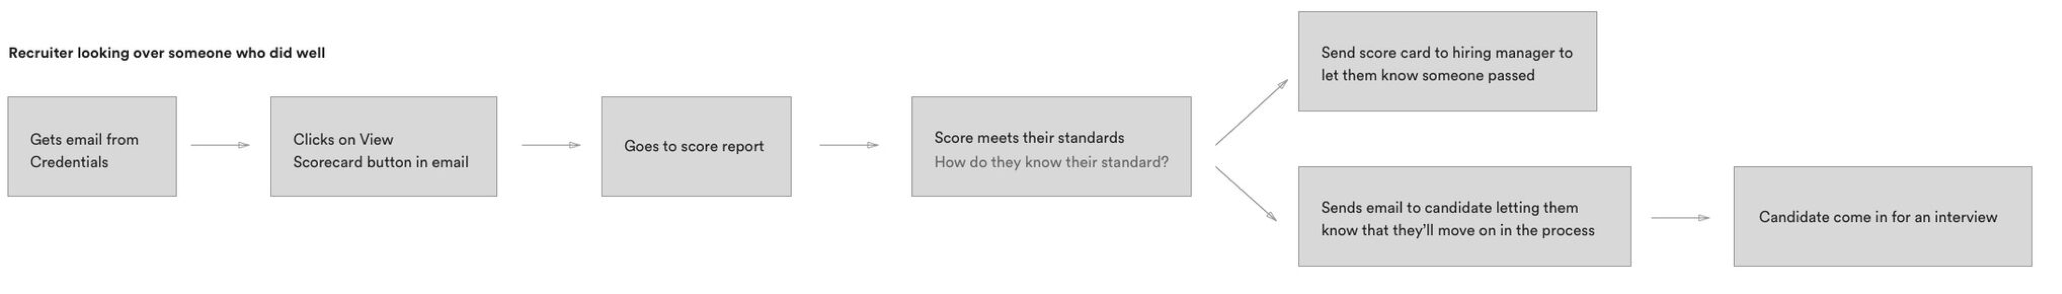 Recruiter looking over someone who did well
Gets email from
Credentials
Clicks on View
Scorecard button in email
Goes to score report
Score meets their standards
How do they know their standard?
Send score card to hiring manager to
let them know someone passed
Sends email to candidate letting them
know that they'll move on in the process
Candidate come in for an interview